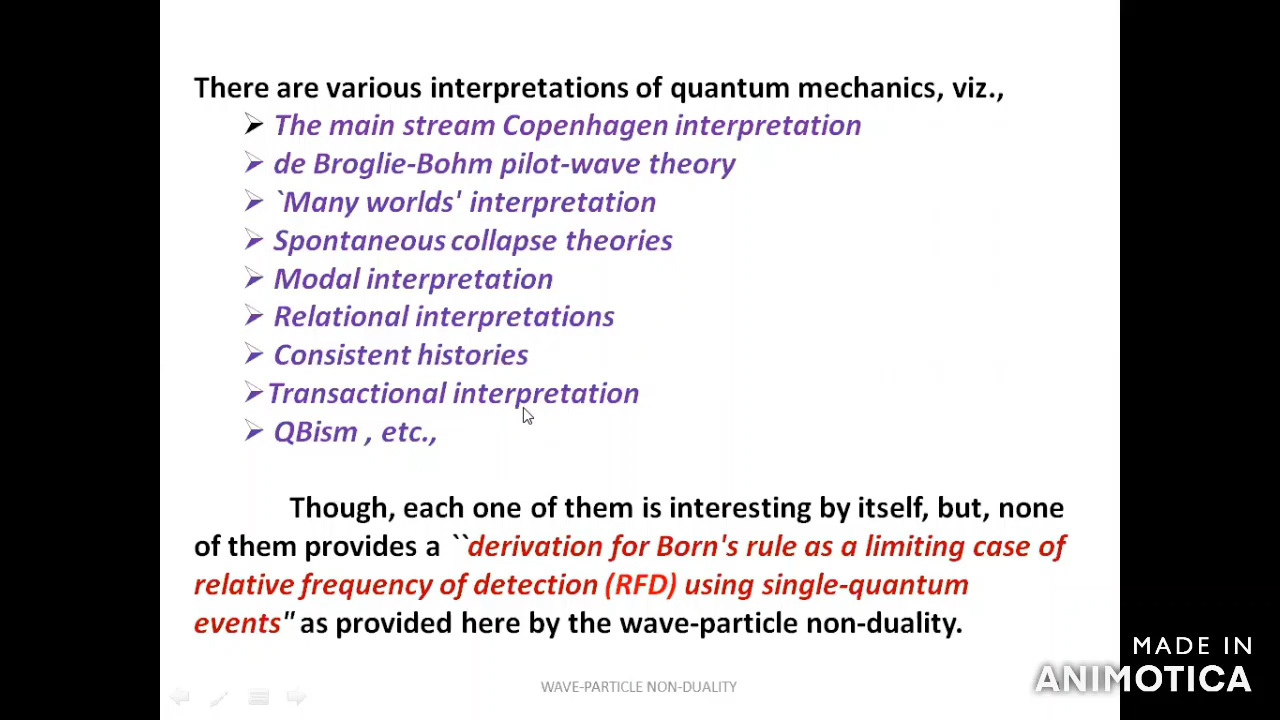 There are various interpretations of quantum mechanics, viz.,
➢ The main stream Copenhagen interpretation
➢ de Broglie-Bohm pilot-wave theory
➢ `Many worlds' interpretation
➢ Spontaneous collapse theories
➢ Modal interpretation
➢ Relational interpretations
➢ Consistent histories
➢Transactional interpretation
➢ QBism , etc.,
Though, each one of them is interesting by itself, but, none
of them provides a ``derivation for Born's rule as a limiting case of
relative frequency of detection (RFD) using single-quantum
events" as provided here by the wave-particle non-duality.
WAVE-PARTICLE NON-DUALITY
MADE IN
ANIMOTICA